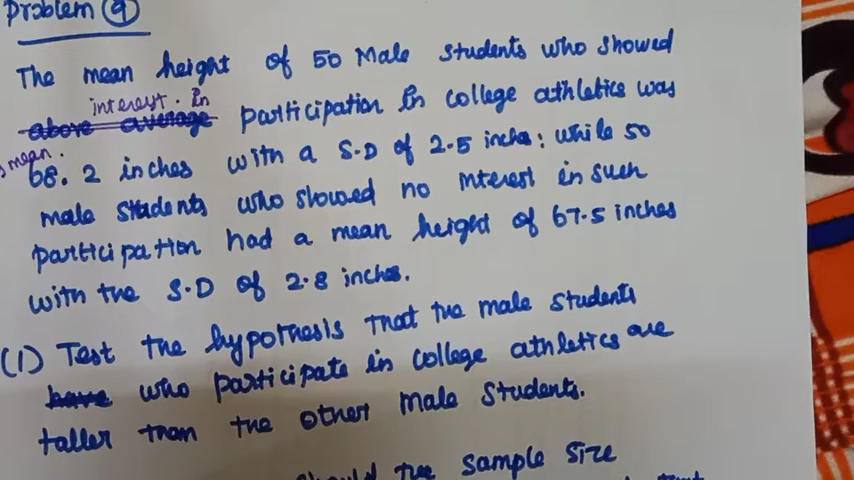 Problem 9
The mean height of 50 Male students who showed
interest. In
above average participation In college athletics was
mean.
68.2 inches with a S.D of 2.5 inches: while 50
male students who showed no interest in such
participation had a mean height of 67.5 inches
with the S.D of 2.8 inches.
(1) Test the hypothesis that the male students
have who participate in college athletics are
taller than the other Male students.
should the sample size